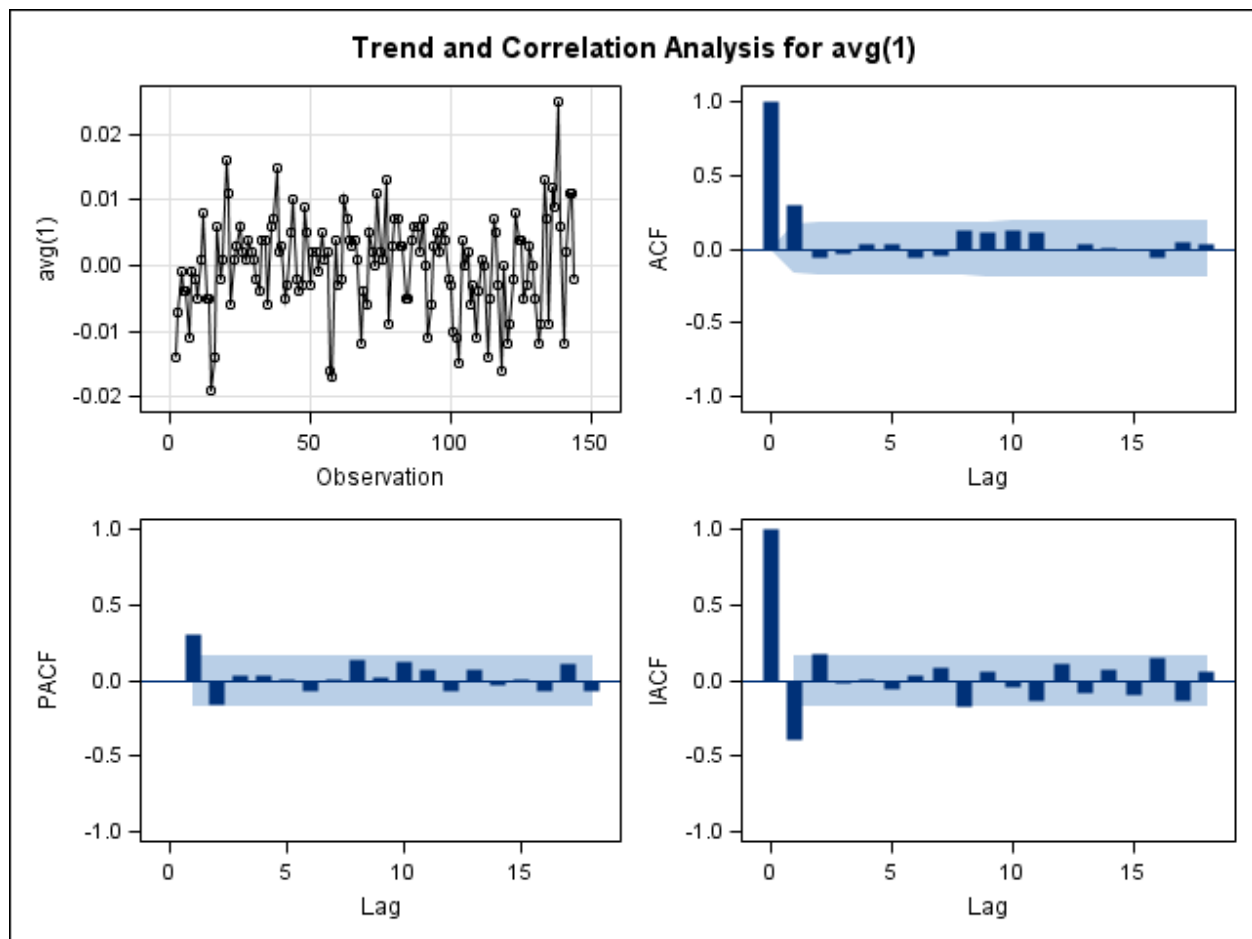 Trend and Correlation Analysis for avg(1)
avg(1)
0.02
0.01
0.00
-0.01
-0.02
0 50 100 150
Observation
ACF
1.0
0.5
0.0
-0.5
-1.0
0 5 10 15
Lag
PACF
1.0
0.5
0.0
-0.5
-1.0
0 5 10 15
Lag
IACF
1.0
0.5
0.0
-0.5
-1.0
0 5 10 15
Lag